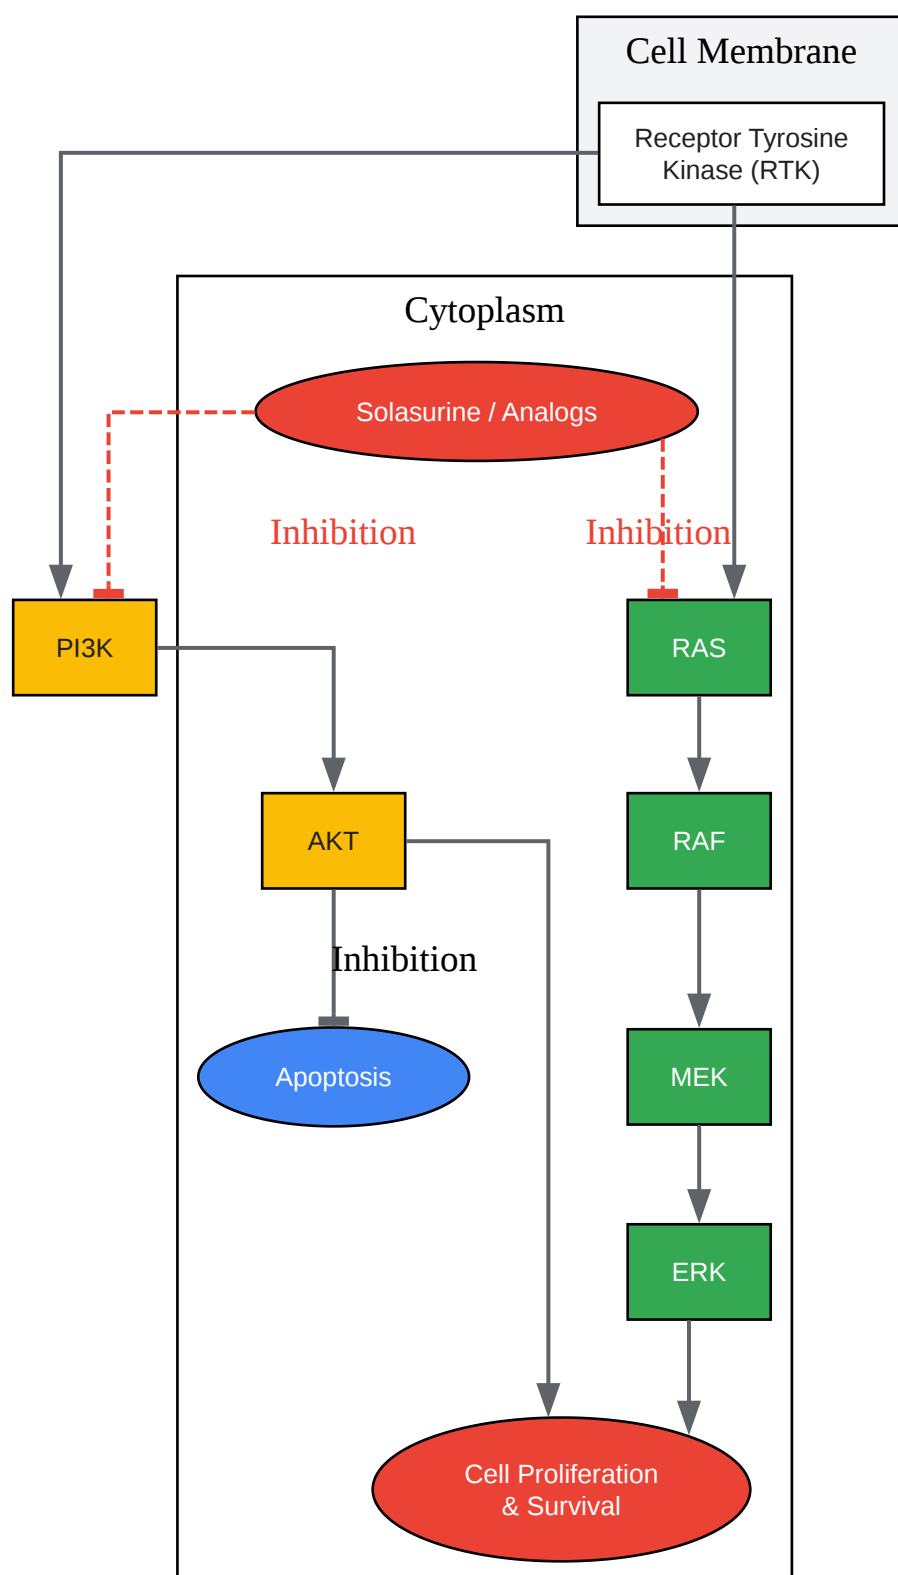 Cell Membrane
Receptor Tyrosine
Kinase (RTK)
Cytoplasm
Solasurine / Analogs
Inhibition
Inhibition
PI3K
RAS
AKT
RAF
Inhibition
Apoptosis
MEK
ERK
Cell Proliferation
& Survival